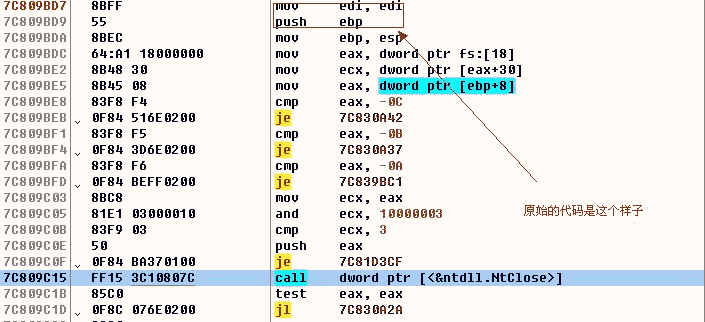 7C809BD7 8BFF mov edi, edi
7C809BD9 55 push ebp
7C809BDA 8BEC mov ebp, esp
7C809BDC 64:A1 18000000 mov eax, dword ptr fs:[18]
7C809BE2 8B48 30 mov ecx, dword ptr [eax+30]
7C809BE5 8B45 08 mov eax, dword ptr [ebp+8]
7C809BE8 83F8 F4 cmp eax, -0C
7C809BEB 0F84 516E0200 je 7C830A42
7C809BF1 83F8 F5 cmp eax, -0B
7C809BF4 0F84 3D6E0200 je 7C830A37
7C809BFA 83F8 F6 cmp eax, -0A
7C809BFD 0F84 BEFF0200 je 7C839BC1
7C809C03 8BC8 mov ecx, eax
7C809C05 81E1 03000010 and ecx, 10000003
7C809C0B 83F9 03 cmp ecx, 3
7C809C0E 50 push eax
7C809C0F 0F84 BA370100 je 7C81D3CF
7C809C15 FF15 3C10807C call dword ptr [<&ntdll.NtClose>]
7C809C1B 85C0 test eax, eax
7C809C1D 0F8C 076E0200 jl 7C830A2A
原始的代码是这个样子